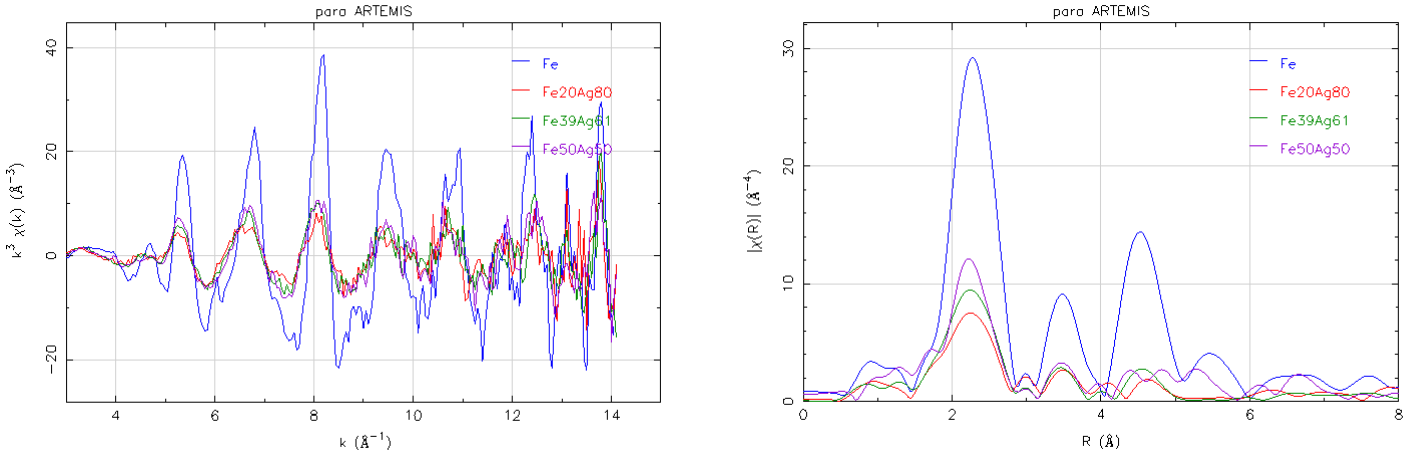 para ARTEMIS
40
20
0
−20
k³ χ(k) (Å⁻³)
Fe
Fe20Ag80
Fe39Ag61
Fe50Ag50
4 6 8 10 12 14
k (Å⁻¹)
para ARTEMIS
30
20
10
0
|χ(R)| (Å⁻⁴)
Fe
Fe20Ag80
Fe39Ag61
Fe50Ag50
0 2 4 6 8
R (Å)